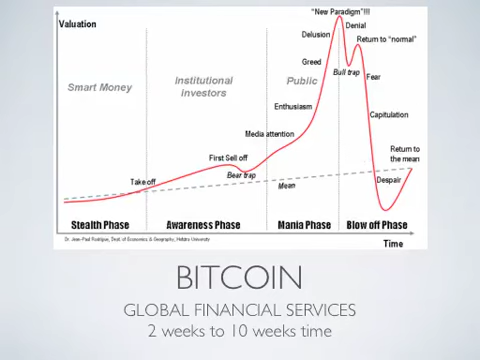 "New Paradigm"!!!
Valuation
Denial
Delusion
Return to "normal"
Greed
Bull trap
Fear
Smart Money
Institutional
Investors
Public
Enthusiasm
Capitulation
Media attention
First Sell off
Return to
the mean
Bear trap
Take off
Mean
Despair
Stealth Phase
Awareness Phase
Mania Phase
Blow off Phase
Dr. Jean-Paul Rodrigue, Dept. of Economics & Geography, Hofstra University
Time
BITCOIN
GLOBAL FINANCIAL SERVICES
2 weeks to 10 weeks time